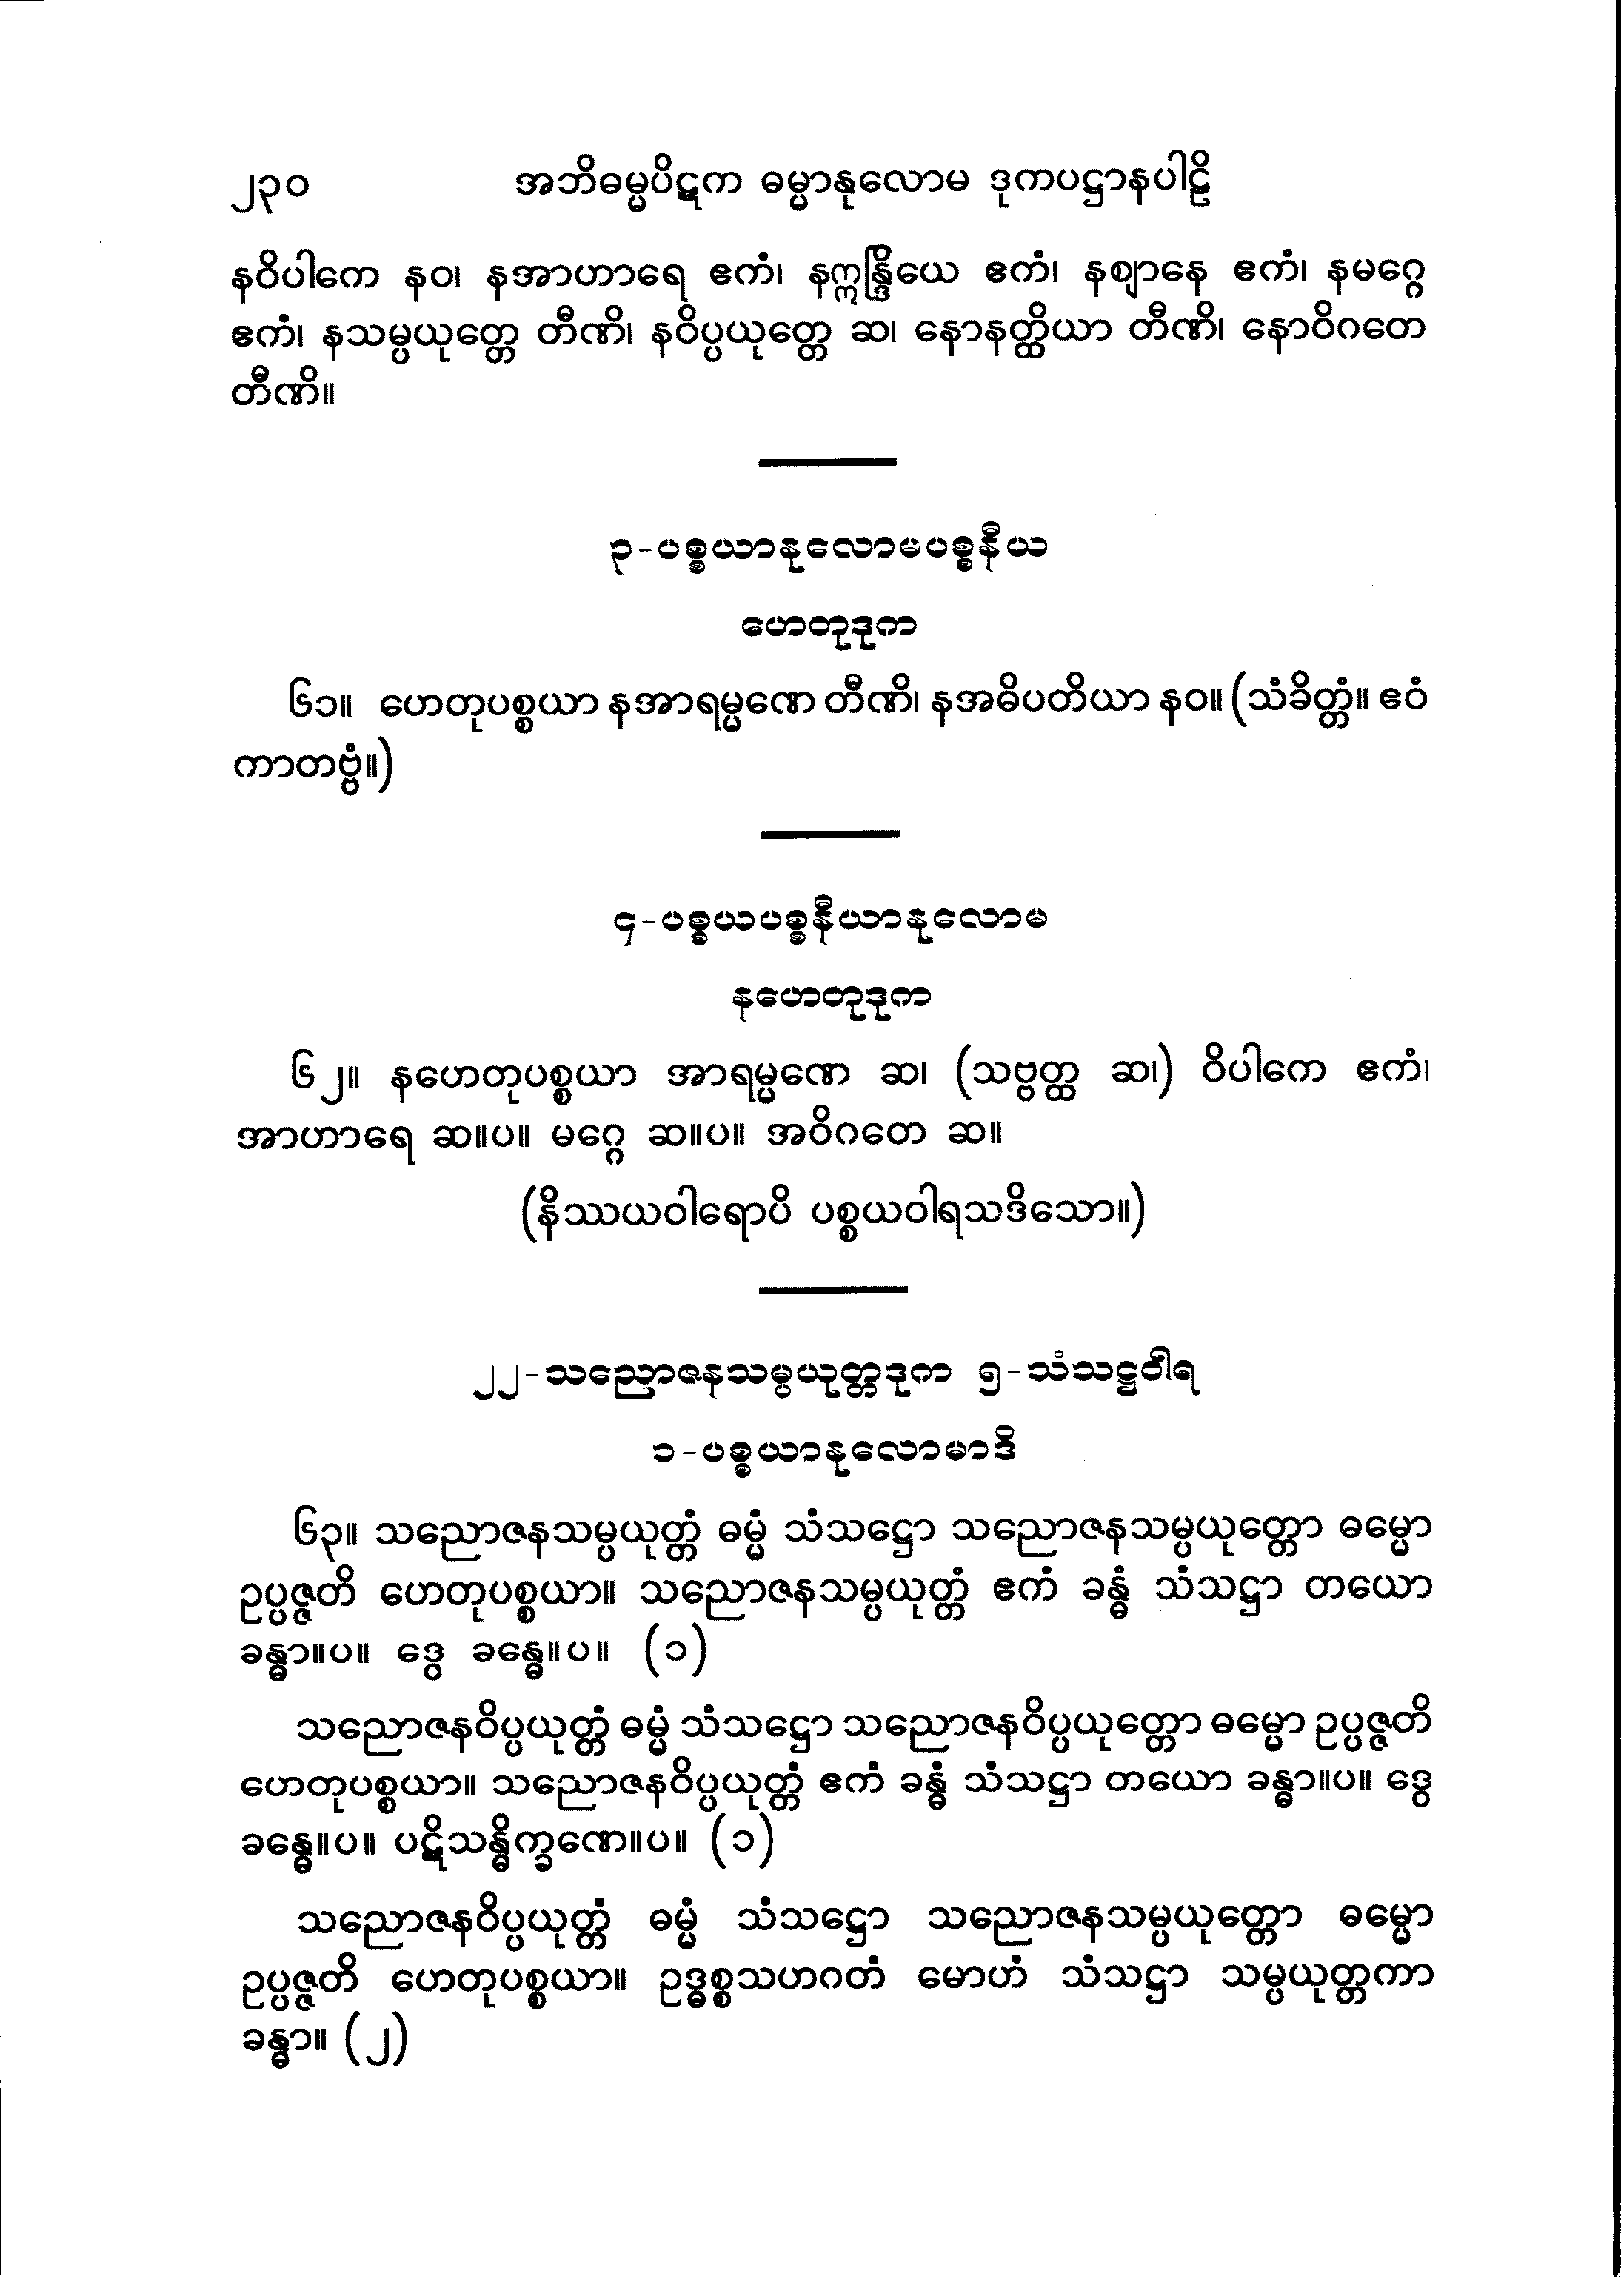 ၂၃၀ အဘိဓမ္မပိဋက ဓမ္မာနုလောမ ဒုကပဋ္ဌာနပါဠိ
နဝိပါကေ နဝ၊ နအာဟာရေ ဧကံ၊ နဣန္ဒြိယေ ဧကံ၊ နဈာနေ ဧကံ၊ နမဂ္ဂေ
ဧကံ၊ နသမ္ပယုတ္တေ တီဏိ၊ နဝိပ္ပယုတ္တေ ဆ၊ နောနတ္ထိယာ တီဏိ၊ နောဝိဂတေ
တီဏိ။
၃-ပစ္စယာနုလောမပစ္စနီယ
ဟေတုဒုက
၆၁။ ဟေတုပစ္စယာ နအာရမ္မဏေ တီဏိ၊ နအဓိပတိယာ နဝ။ (သံခိတ္တံ။ ဧဝံ
ကာတဗ္ဗံ။)
၄-ပစ္စယပစ္စနီယာနုလောမ
နဟေတုဒုက
၆၂။ နဟေတုပစ္စယာ အာရမ္မဏေ ဆ၊ (သဗ္ဗတ္ထ ဆ၊) ဝိပါကေ ဧကံ၊
အာဟာရေ ဆ။ပ။ မဂ္ဂေ ဆ။ပ။ အဝိဂတေ ဆ။
(နိဿယဝါရောပိ ပစ္စယဝါရသဒိသော။)
၂၂-သညောဇနသမ္ပယုတ္တဒုက ၅-သံသဋ္ဌဝါရ
၁-ပစ္စယာနုလောမာဒိ
၆၃။ သညောဇနသမ္ပယုတ္တံ ဓမ္မံ သံသဋ္ဌော သညောဇနသမ္ပယုတ္တော ဓမ္မော
ဥပ္ပဇ္ဇတိ ဟေတုပစ္စယာ။ သညောဇနသမ္ပယုတ္တံ ဧကံ ခန္ဓံ သံသဋ္ဌာ တယော
ခန္ဓာ။ပ။ ဒွေ ခန္ဓေ။ပ။ (၁)
သညောဇနဝိပ္ပယုတ္တံ ဓမ္မံ သံသဋ္ဌော သညောဇနဝိပ္ပယုတ္တော ဓမ္မော ဥပ္ပဇ္ဇတိ
ဟေတုပစ္စယာ။ သညောဇနဝိပ္ပယုတ္တံ ဧကံ ခန္ဓံ သံသဋ္ဌာ တယော ခန္ဓာ။ပ။ ဒွေ
ခန္ဓေ။ပ။ ပဋိသန္ဓိက္ခဏေ။ပ။ (၁)
သညောဇနဝိပ္ပယုတ္တံ ဓမ္မံ သံသဋ္ဌော သညောဇနသမ္ပယုတ္တော ဓမ္မော
ဥပ္ပဇ္ဇတိ ဟေတုပစ္စယာ။ ဥဒ္ဓစ္စသဟဂတံ မောဟံ သံသဋ္ဌာ သမ္ပယုတ္တကာ
ခန္ဓာ။ (၂)